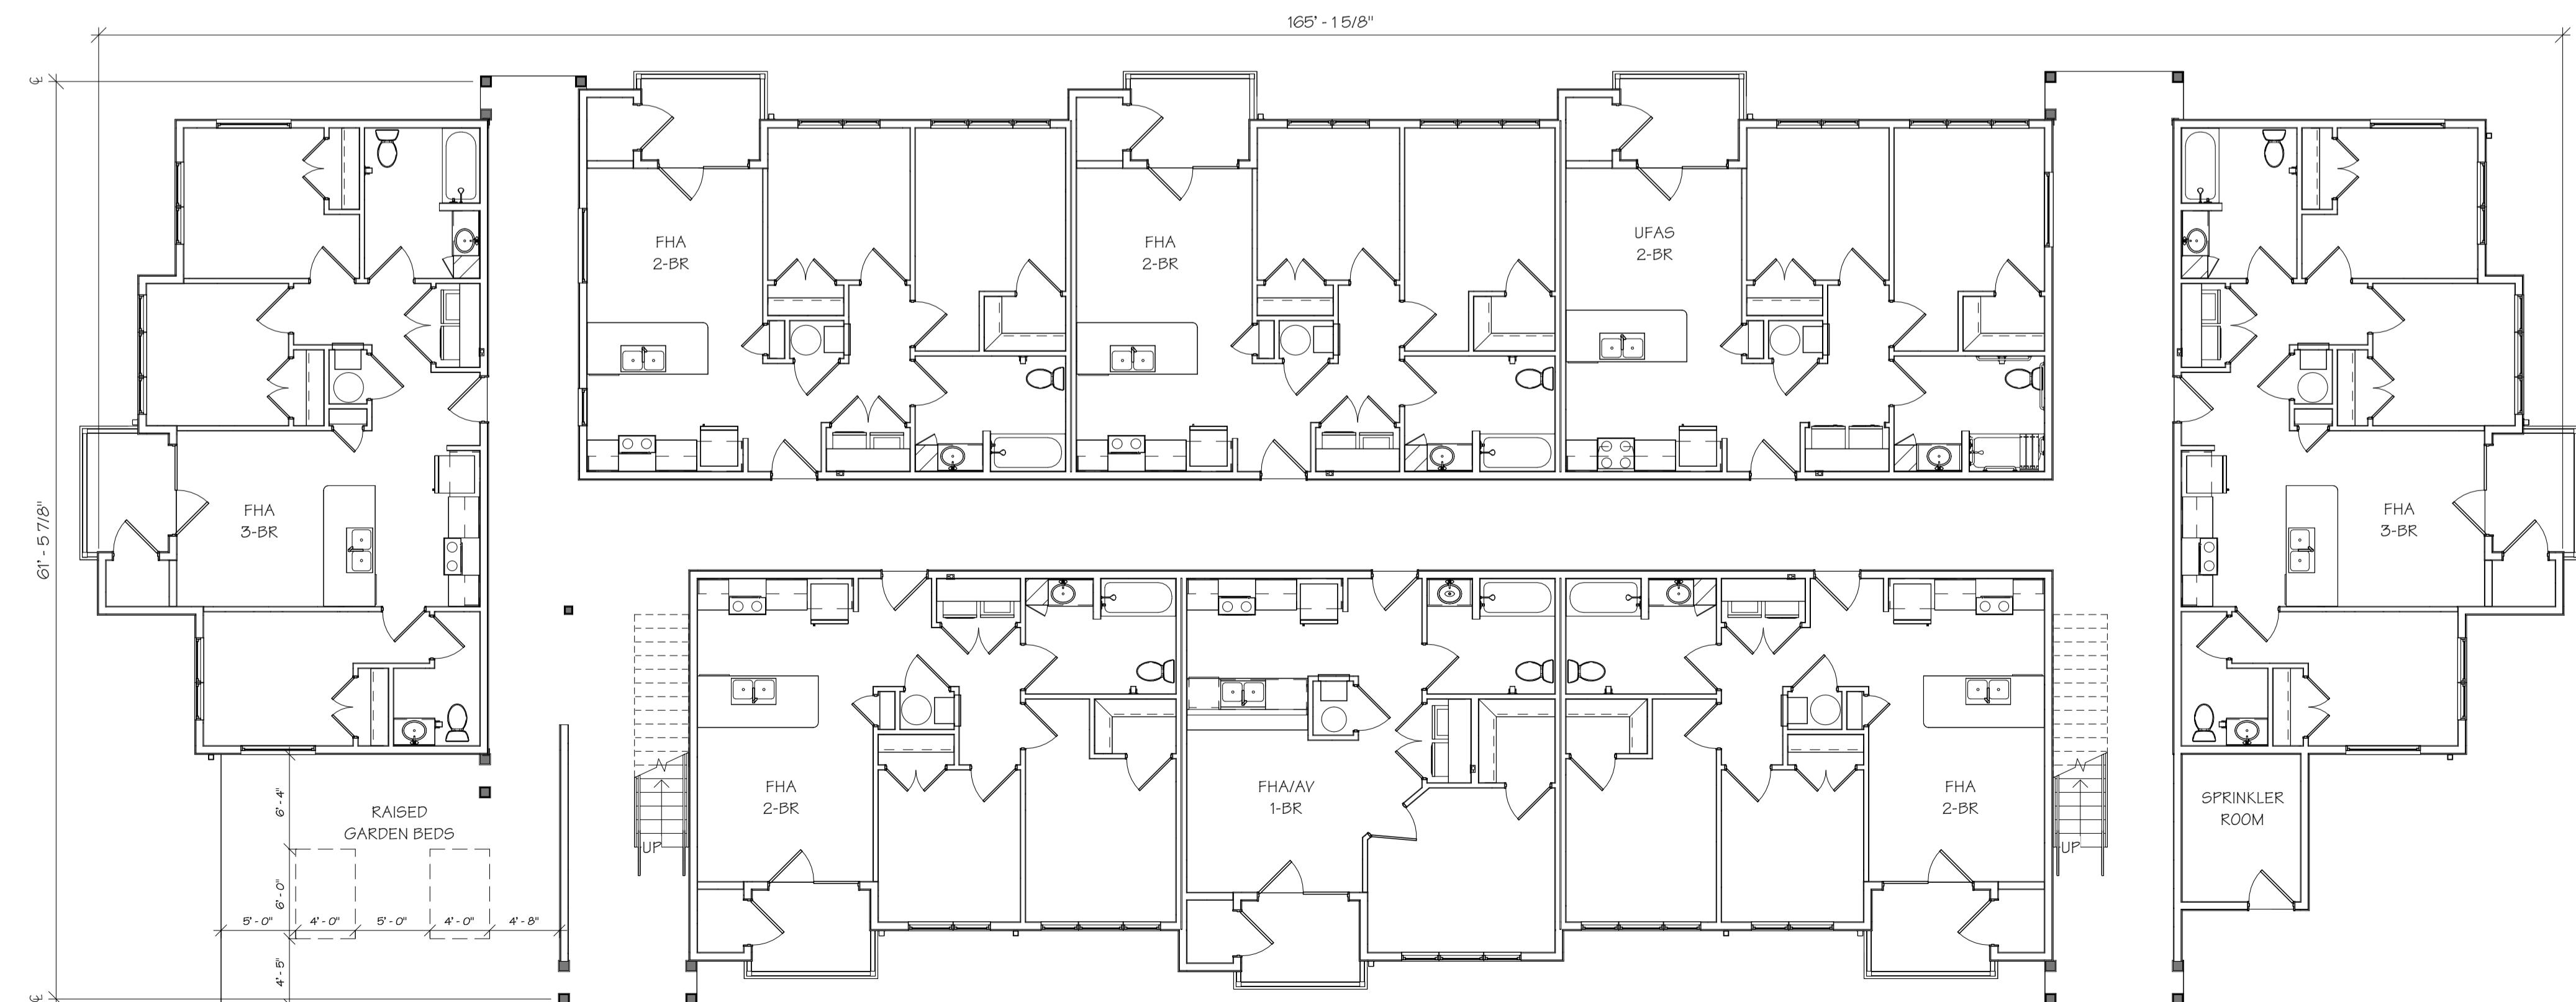 165' - 1 5/8"
℄
FHA
2-BR
FHA
2-BR
UFAS
2-BR
61' - 5 7/8"
FHA
3-BR
FHA
3-BR
FHA
2-BR
FHA/AV
1-BR
FHA
2-BR
SPRINKLER
ROOM
6' - 4"
RAISED
GARDEN BEDS
UP
UP
6' - 0"
5' - 0"
4' - 0"
5' - 0"
4' - 0"
4' - 8"
4' - 5"
℄